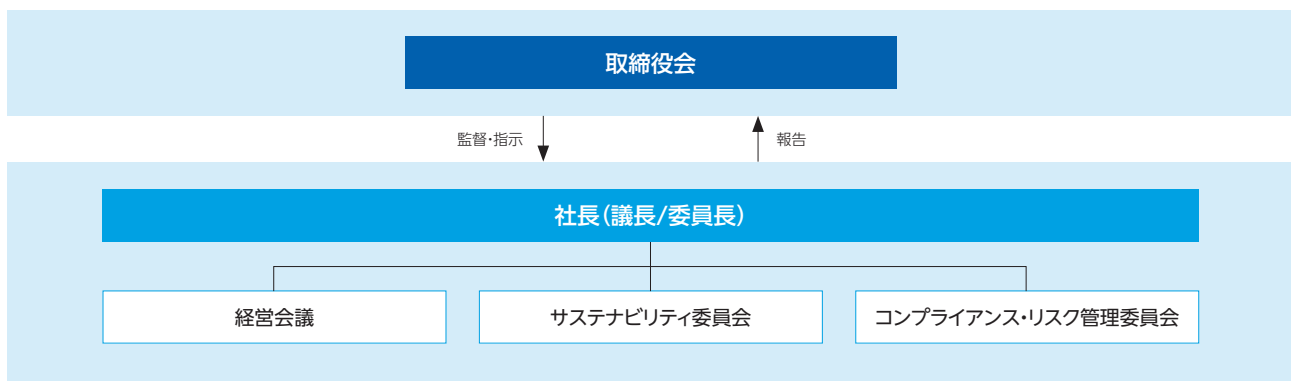 取締役会
監督・指示
報告
社長(議長/委員長)
経営会議
サステナビリティ委員会
コンプライアンス・リスク管理委員会